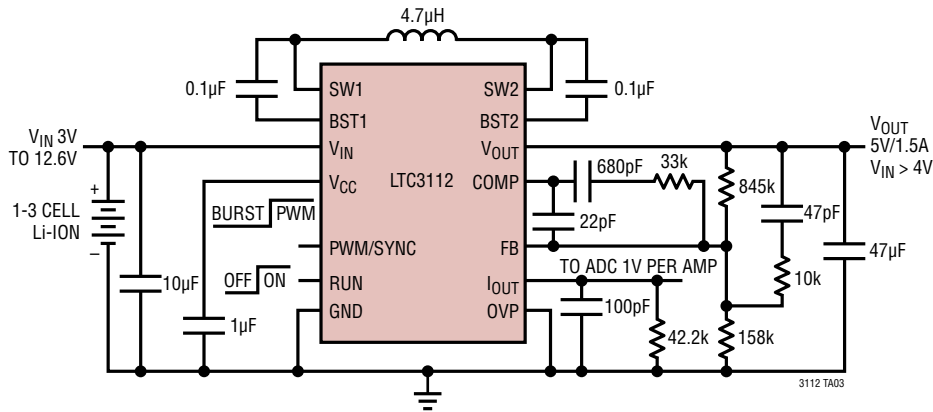 4.7µH
0.1µF
SW1
SW2
0.1µF
BST1
BST2
V_IN 3V
TO 12.6V
V_IN
V_OUT
V_OUT
5V/1.5A
V_IN > 4V
V_CC
LTC3112
COMP
680pF
33k
845k
+
1-3 CELL
Li-ION
–
BURST PWM
22pF
47pF
PWM/SYNC
FB
47µF
TO ADC 1V PER AMP
10µF
OFF ON
RUN
I_OUT
10k
GND
OVP
100pF
1µF
42.2k
158k
3112 TA03